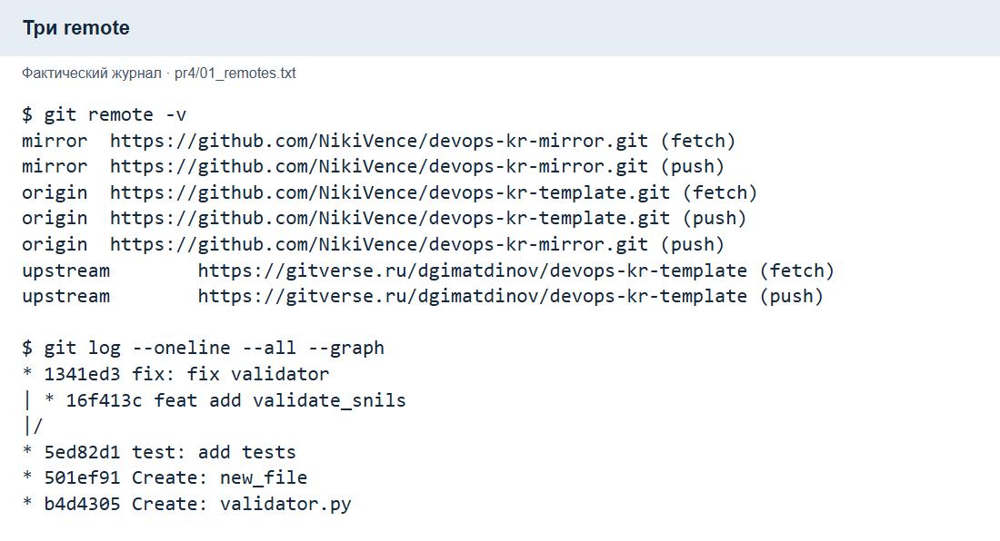 Три remote
Фактический журнал · pr4/01_remotes.txt
$ git remote -v
mirror  https://github.com/NikiVence/devops-kr-mirror.git (fetch)
mirror  https://github.com/NikiVence/devops-kr-mirror.git (push)
origin  https://github.com/NikiVence/devops-kr-template.git (fetch)
origin  https://github.com/NikiVence/devops-kr-template.git (push)
origin  https://github.com/NikiVence/devops-kr-mirror.git (push)
upstream        https://gitverse.ru/dgimatdinov/devops-kr-template (fetch)
upstream        https://gitverse.ru/dgimatdinov/devops-kr-template (push)
$ git log --oneline --all --graph
* 1341ed3 fix: fix validator
| * 16f413c feat add validate_snils
|/
* 5ed82d1 test: add tests
* 501ef91 Create: new_file
* b4d4305 Create: validator.py